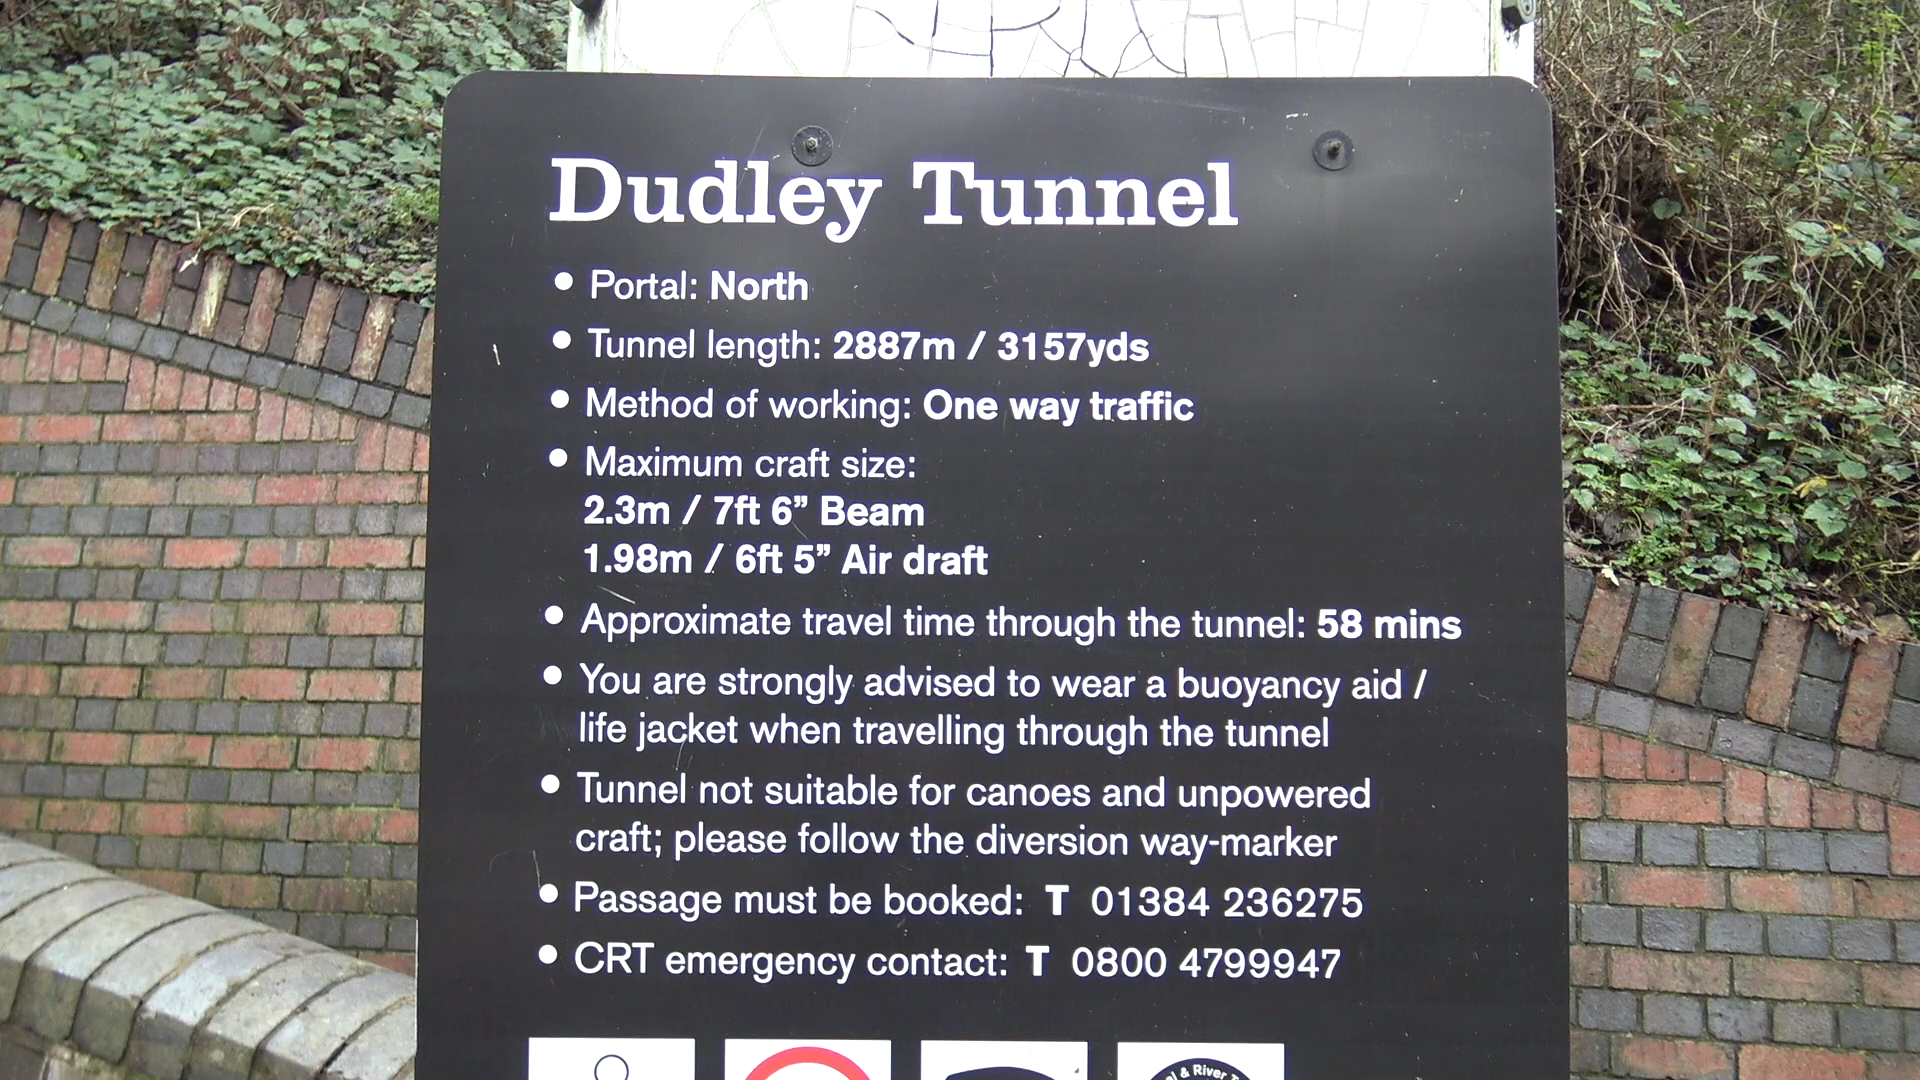 Dudley Tunnel
• Portal: North
• Tunnel length: 2887m / 3157yds
• Method of working: One way traffic
• Maximum craft size:
2.3m / 7ft 6” Beam
1.98m / 6ft 5” Air draft
• Approximate travel time through the tunnel: 58 mins
• You are strongly advised to wear a buoyancy aid /
life jacket when travelling through the tunnel
• Tunnel not suitable for canoes and unpowered
craft; please follow the diversion way-marker
• Passage must be booked: T 01384 236275
• CRT emergency contact: T 0800 4799947
& River